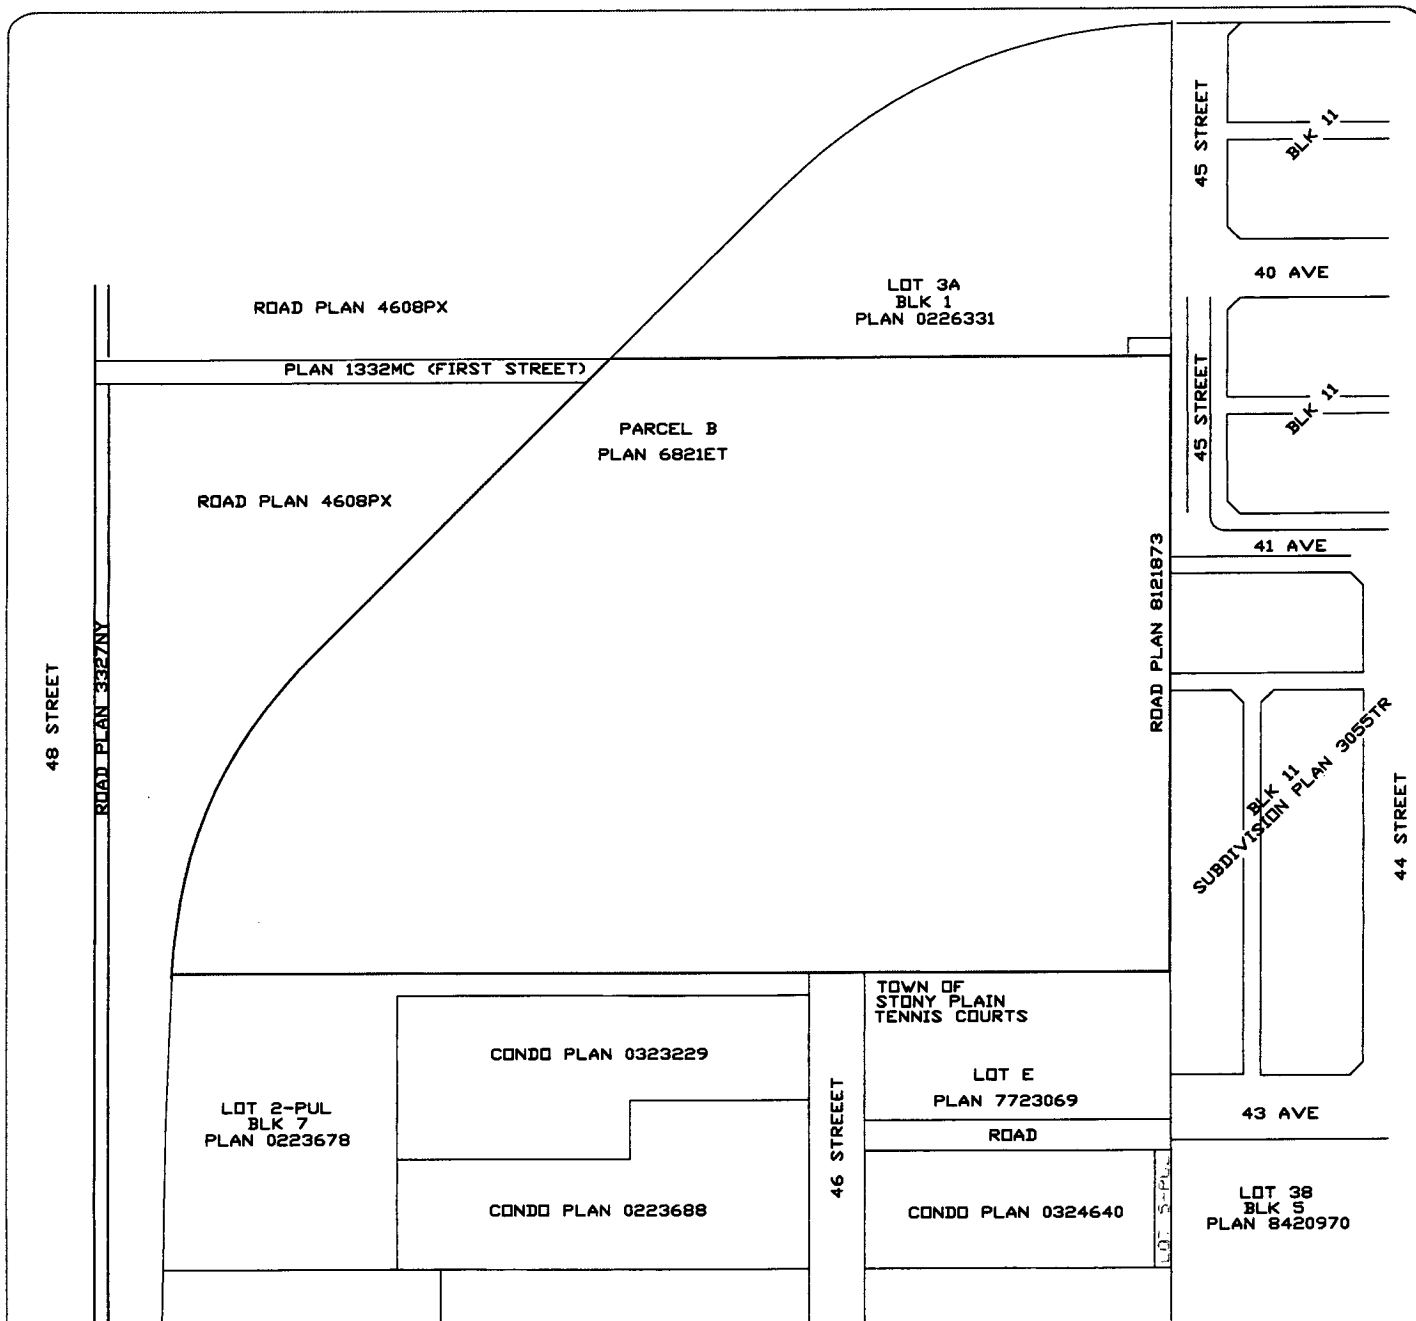 45 STREET
BLK 11
40 AVE
LOT 3A
BLK 1
PLAN 0226331
ROAD PLAN 4608PX
PLAN 1332MC (FIRST STREET)
45 STREET
BLK 11
PARCEL B
PLAN 6821ET
ROAD PLAN 4608PX
41 AVE
ROAD PLAN 8121873
48 STREET
ROAD PLAN 3327NY
BLK 11
SUBDIVISION PLAN 3055TR
44 STREET
TOWN OF
STONY PLAIN
TENNIS COURTS
CONDO PLAN 0323229
LOT E
PLAN 7723069
LOT 2-PUL
BLK 7
PLAN 0223678
46 STREEET
43 AVE
ROAD
CONDO PLAN 0223688
CONDO PLAN 0324640
LOT 5-PUL
LOT 38
BLK 5
PLAN 8420970